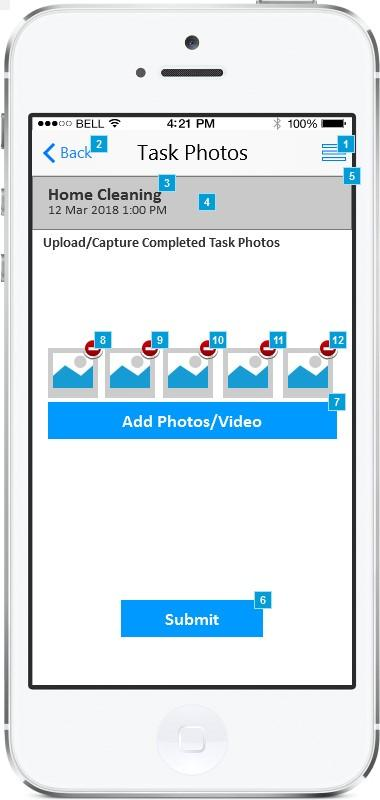 BELL 4:21 PM 100%
Back 2 Task Photos 1
3 5
Home Cleaning 4
12 Mar 2018 1:00 PM
Upload/Capture Completed Task Photos
8 9 10 11 12
7
Add Photos/Video
6
Submit